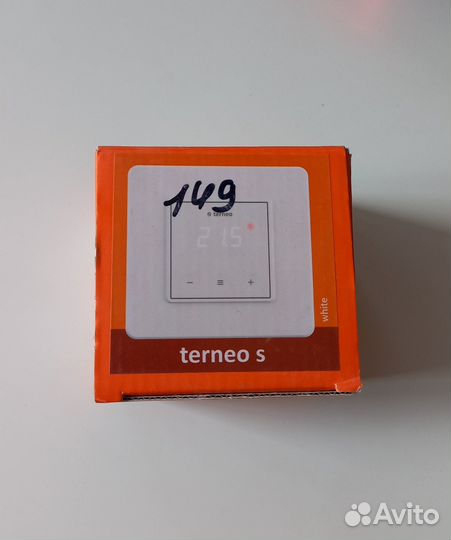 149
terneo
21.5
− ≡ +
white
terneo s
Avito